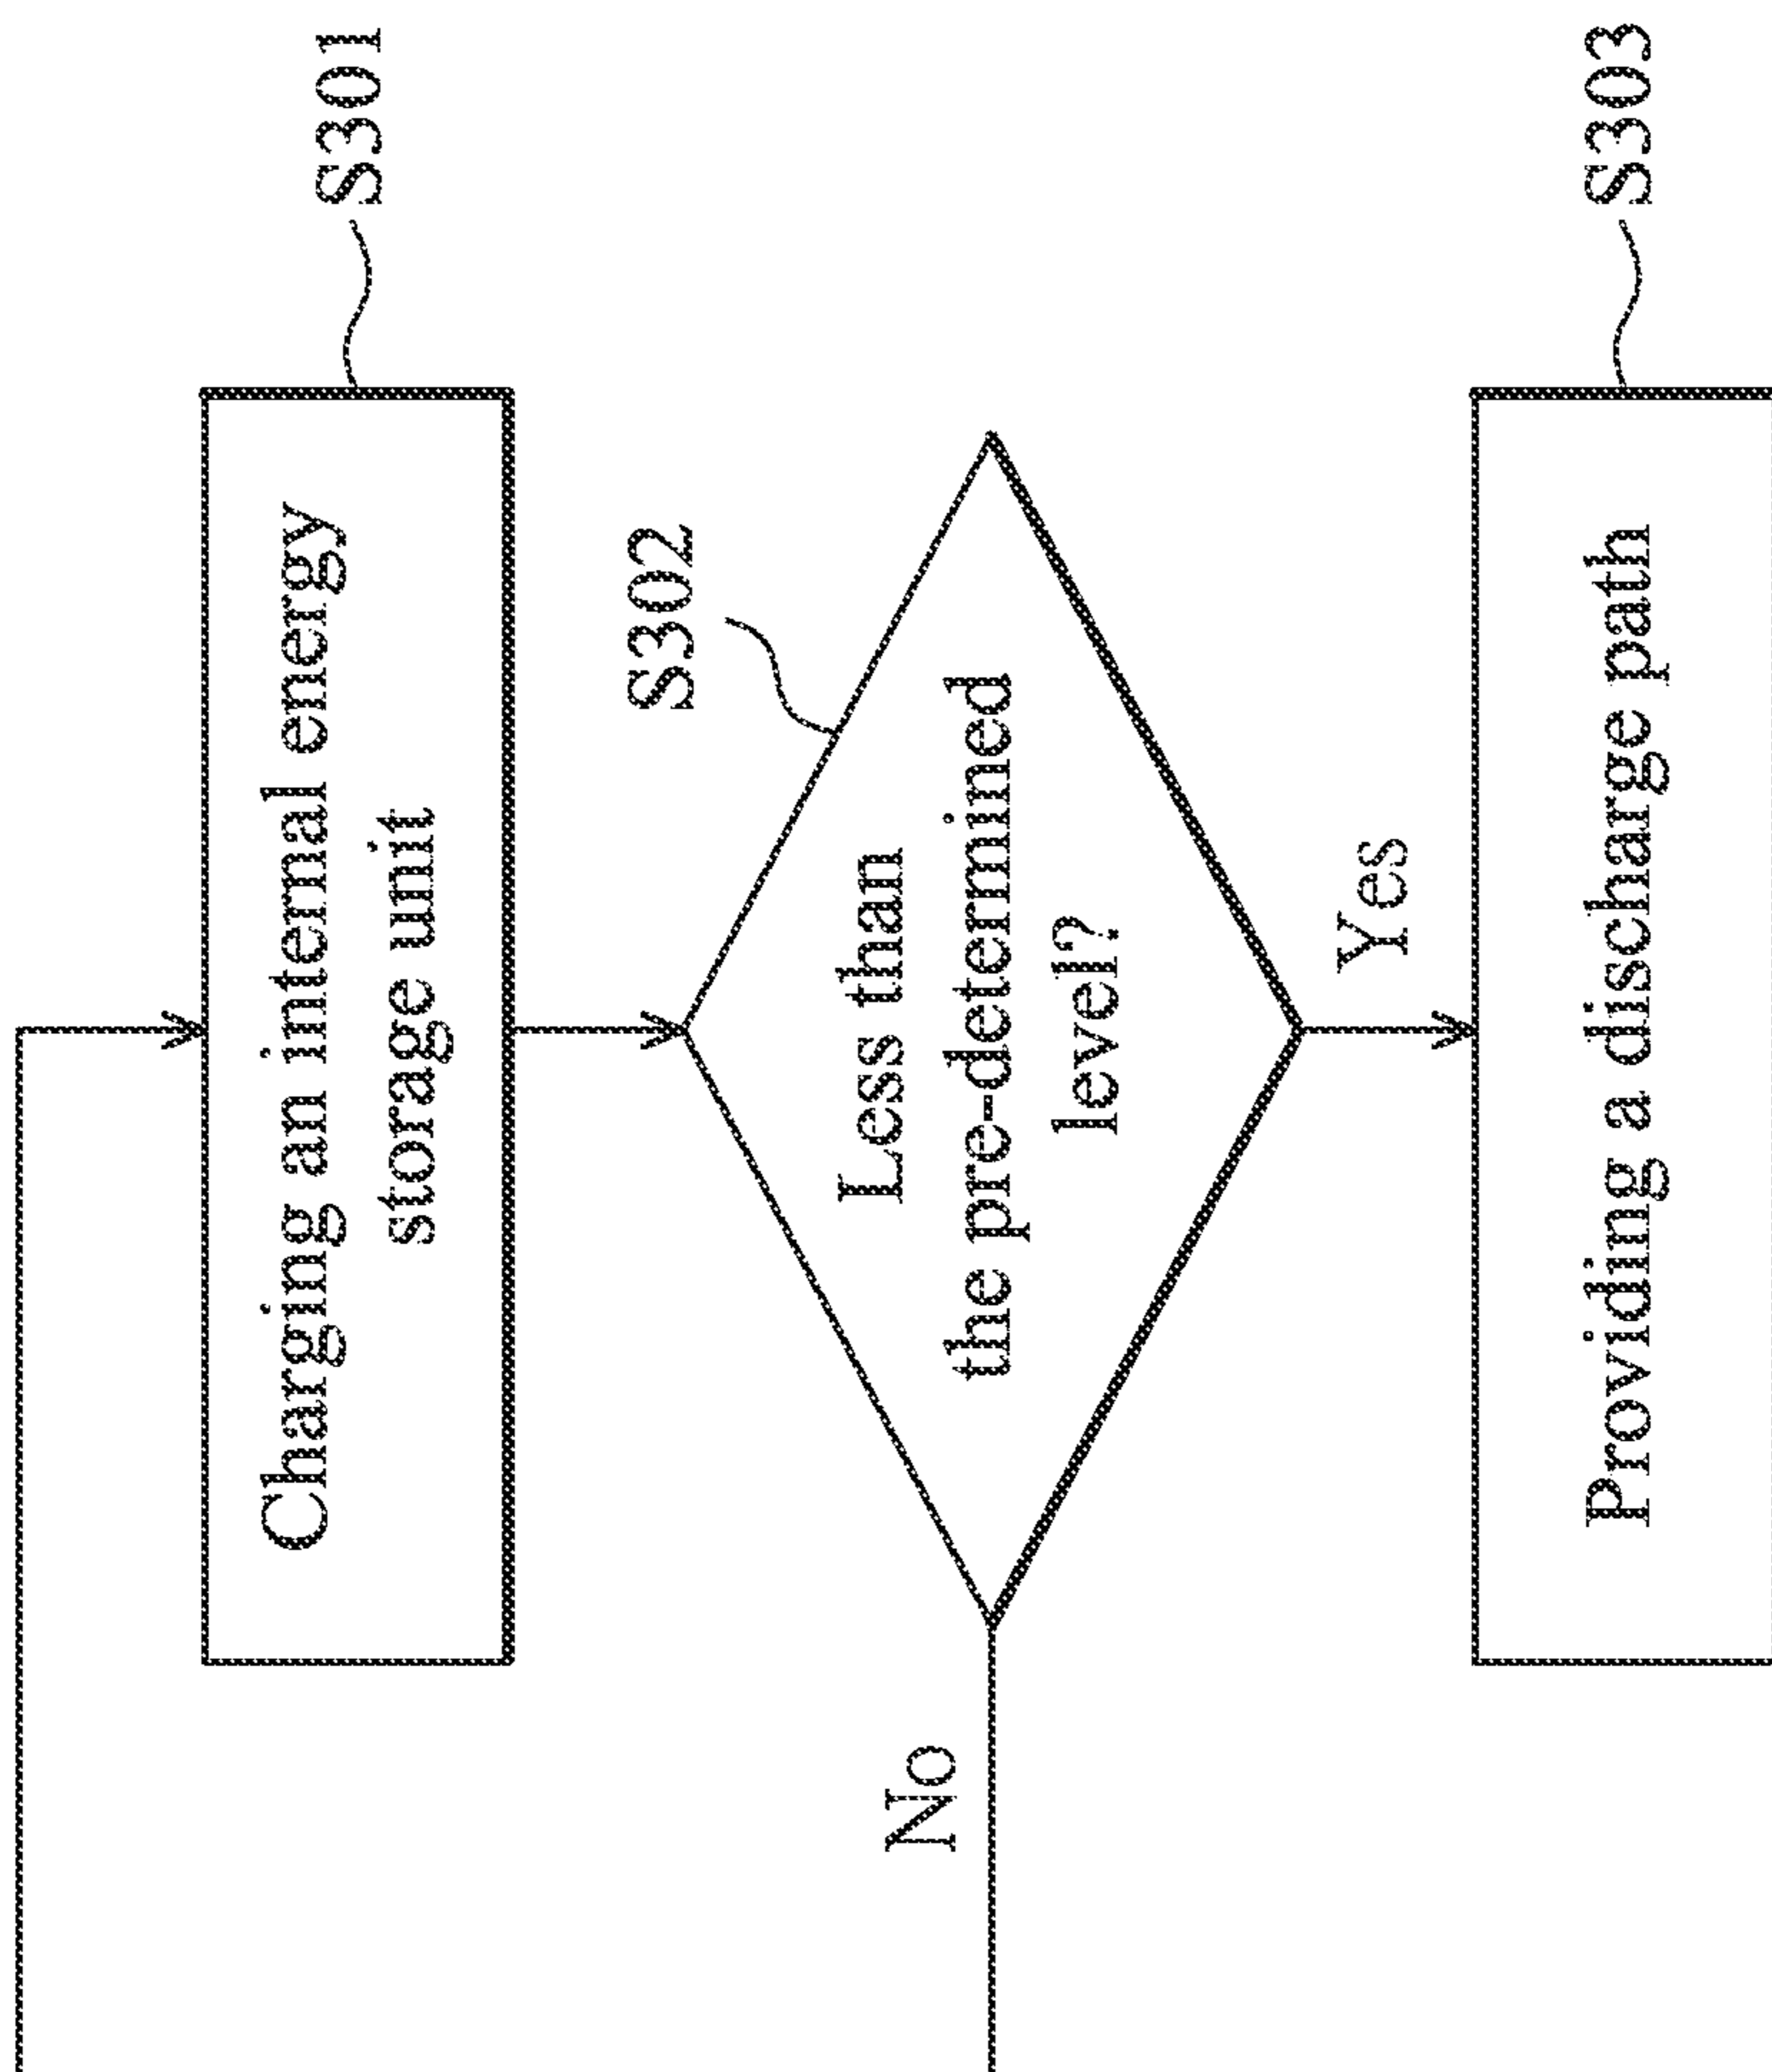 Charging an internal energy
storage unit
S301
S302
Less than
the pre-determined
level?
No
Yes
Providing a discharge path
S303